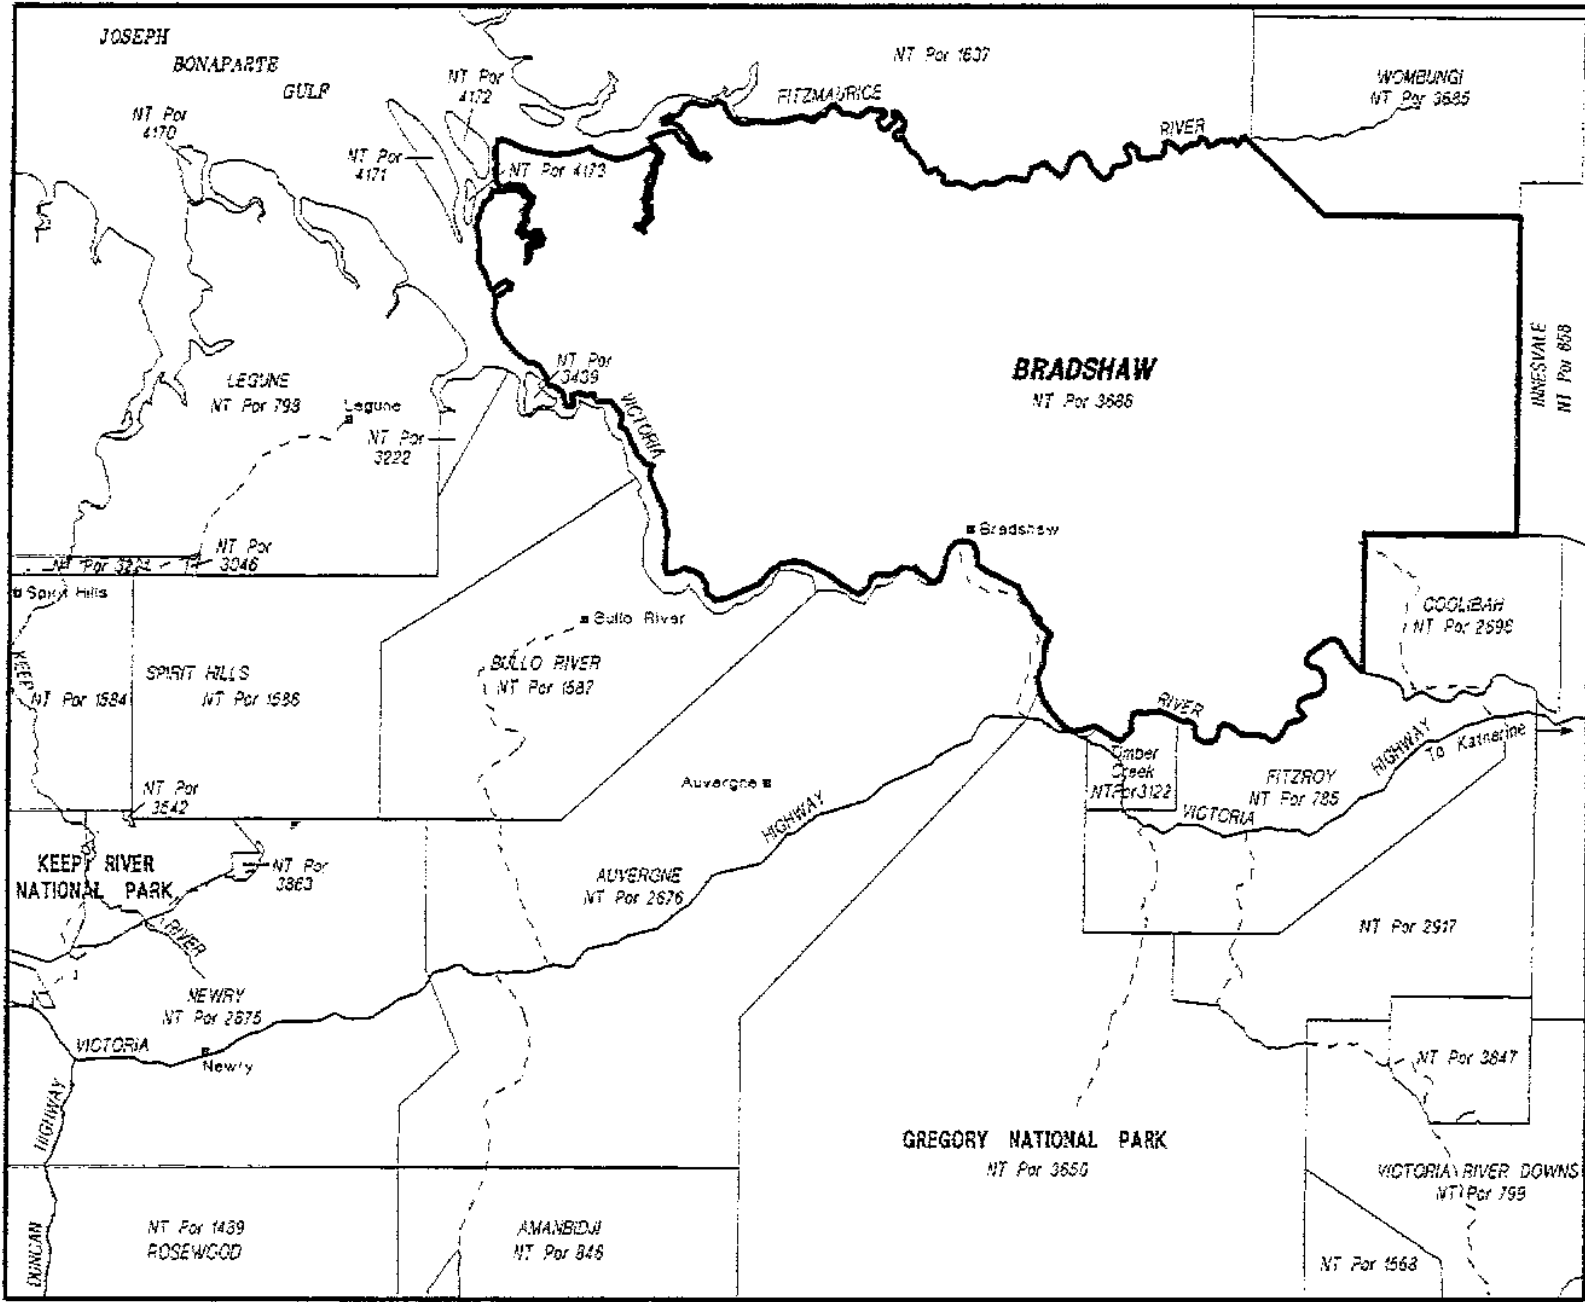 JOSEPH
BONAPARTE
GULF
NT Por
4172
NT Por 1637
WOMBUNGI
NT Por 3685
FITZMAURICE
RIVER
NT Por
4170
NT Por
4171
NT Por 4173
BRADSHAW
NT Por 3686
INNESVALE
NT Por 658
NT Por
3439
VICTORIA
LEGUNE
NT Por 798
Legune
NT Por
3222
Bradshaw
NT Por
3046
NT Por 3221
Spirit Hills
Bullo River
COOLIBAH
NT Por 2696
KEEP
SPIRIT HILLS
NT Por 1584
NT Por 1586
BULLO RIVER
NT Por 1587
RIVER
HIGHWAY
To Katherine
Timber
Creek
NT Por 3122
FITZROY
NT Por 785
VICTORIA
Auvergne
NT Por
3542
HIGHWAY
KEEP RIVER
NATIONAL PARK
NT Por
3863
AUVERGNE
NT Por 2676
RIVER
NT Por 2917
NEWRY
NT Por 2675
VICTORIA
Newry
NT Por 3847
HIGHWAY
GREGORY NATIONAL PARK
NT Por 3650
VICTORIA RIVER DOWNS
NT Por 799
NT Por 1439
ROSEWOOD
AMANBIDJI
NT Por 846
DUNCAN
NT Por 1568